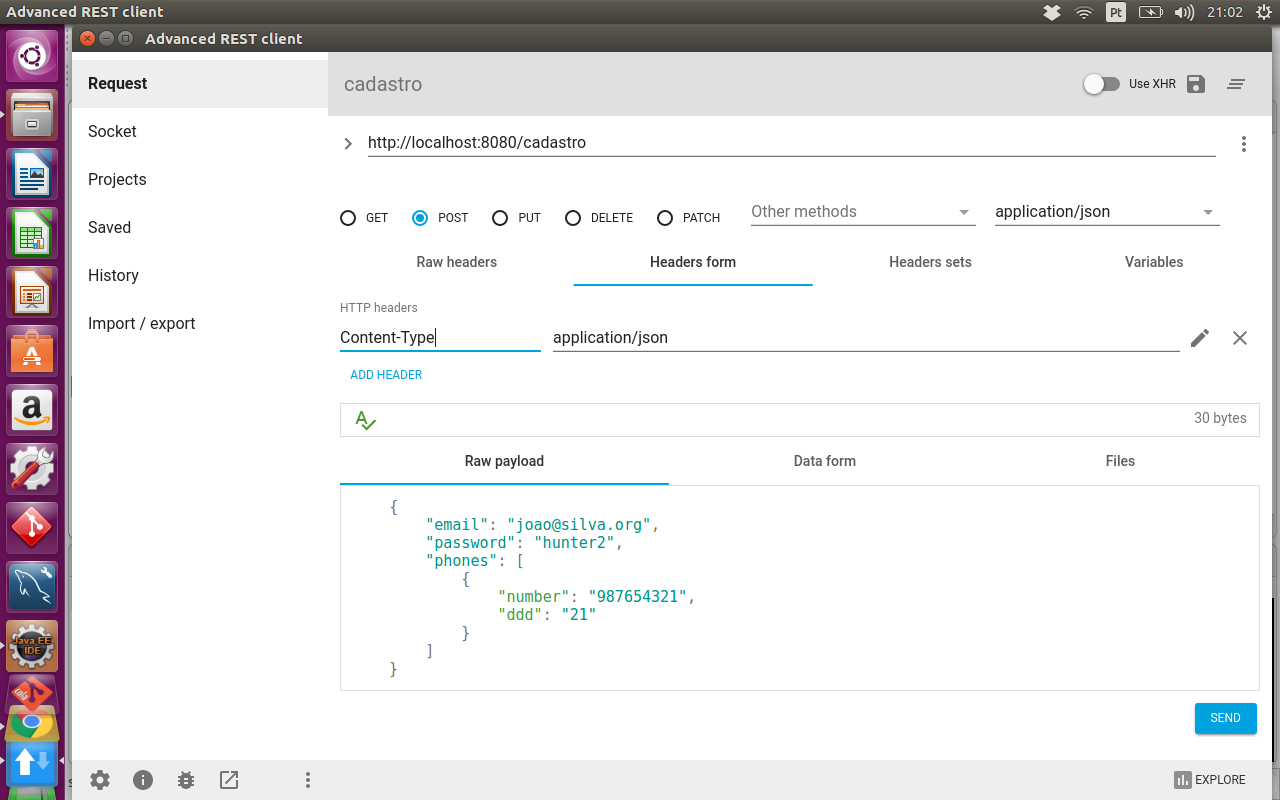 Advanced REST client
Pt
21:02
Advanced REST client
Request
Socket
Projects
Saved
History
Import / export
cadastro
Use XHR
http://localhost:8080/cadastro
GET
POST
PUT
DELETE
PATCH
Other methods
application/json
Raw headers
Headers form
Headers sets
Variables
HTTP headers
Content-Type
application/json
ADD HEADER
30 bytes
Raw payload
Data form
Files
{
"email": "joao@silva.org",
"password": "hunter2",
"phones": [
{
"number": "987654321",
"ddd": "21"
}
]
}
SEND
EXPLORE
Java EE
IDE